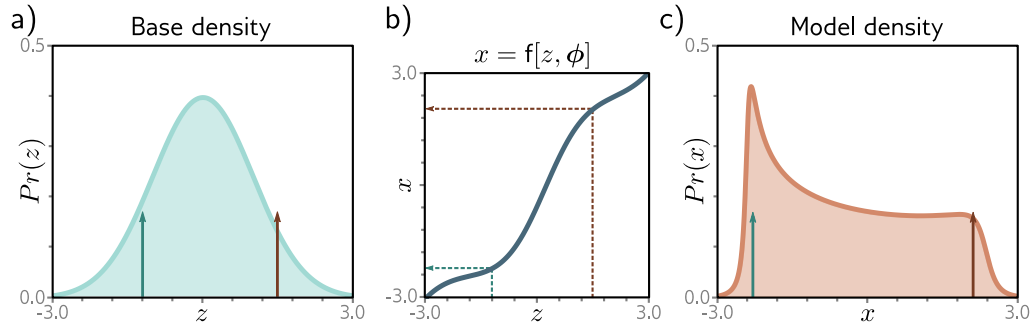 a) Base density
0.5
Pr(z)
0.0
-3.0 z 3.0
b)
x = f[z, ϕ]
3.0
x
-3.0
-3.0 z 3.0
c) Model density
0.5
Pr(x)
0.0
-3.0 x 3.0